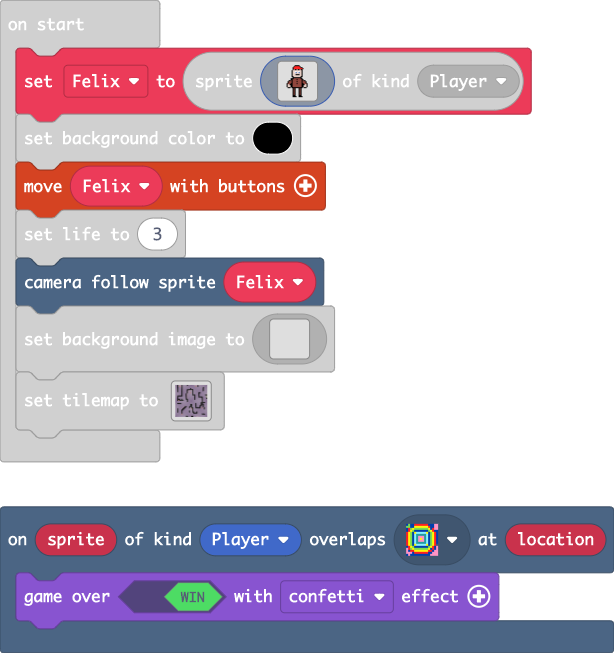 on start
set Felix to sprite of kind Player
set background color to
move Felix with buttons
set life to 3
camera follow sprite Felix
set background image to
set tilemap to
on sprite of kind Player overlaps at location
game over WIN with confetti effect